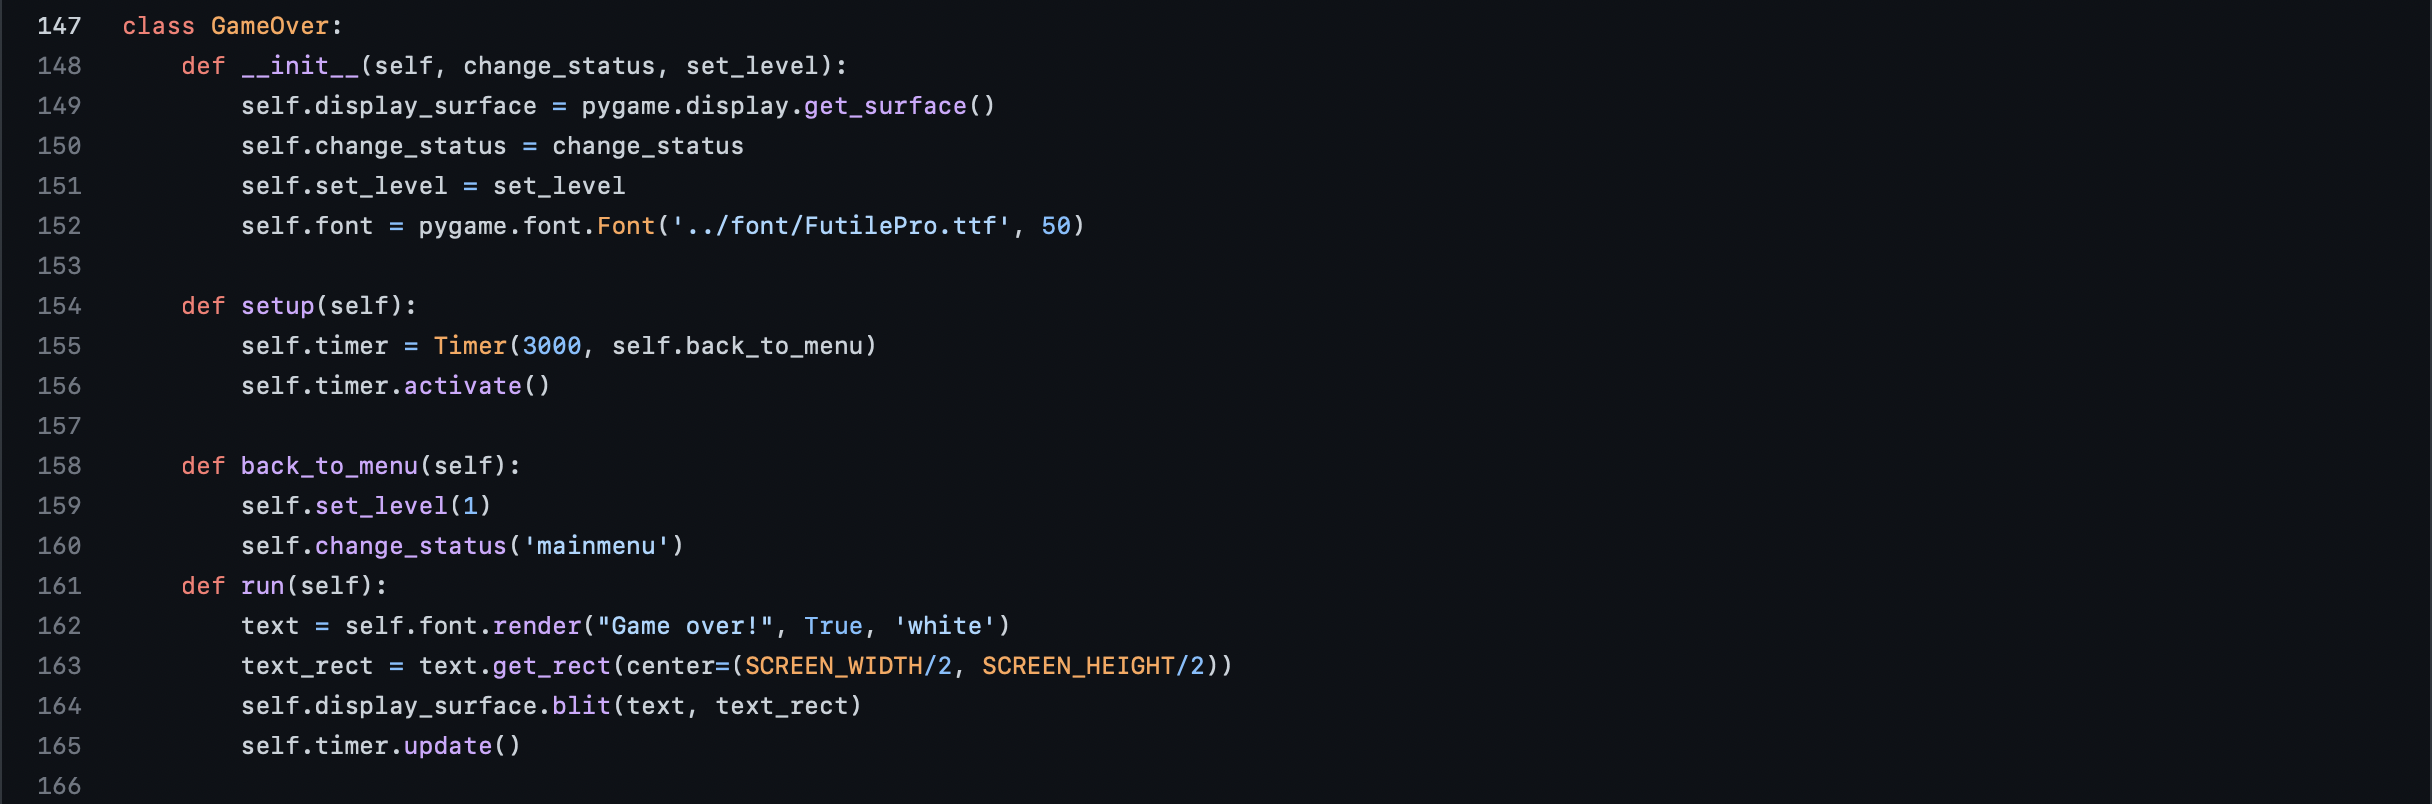 147 class GameOver:
148     def __init__(self, change_status, set_level):
149         self.display_surface = pygame.display.get_surface()
150         self.change_status = change_status
151         self.set_level = set_level
152         self.font = pygame.font.Font('../font/FutilePro.ttf', 50)
153
154     def setup(self):
155         self.timer = Timer(3000, self.back_to_menu)
156         self.timer.activate()
157
158     def back_to_menu(self):
159         self.set_level(1)
160         self.change_status('mainmenu')
161     def run(self):
162         text = self.font.render("Game over!", True, 'white')
163         text_rect = text.get_rect(center=(SCREEN_WIDTH/2, SCREEN_HEIGHT/2))
164         self.display_surface.blit(text, text_rect)
165         self.timer.update()
166